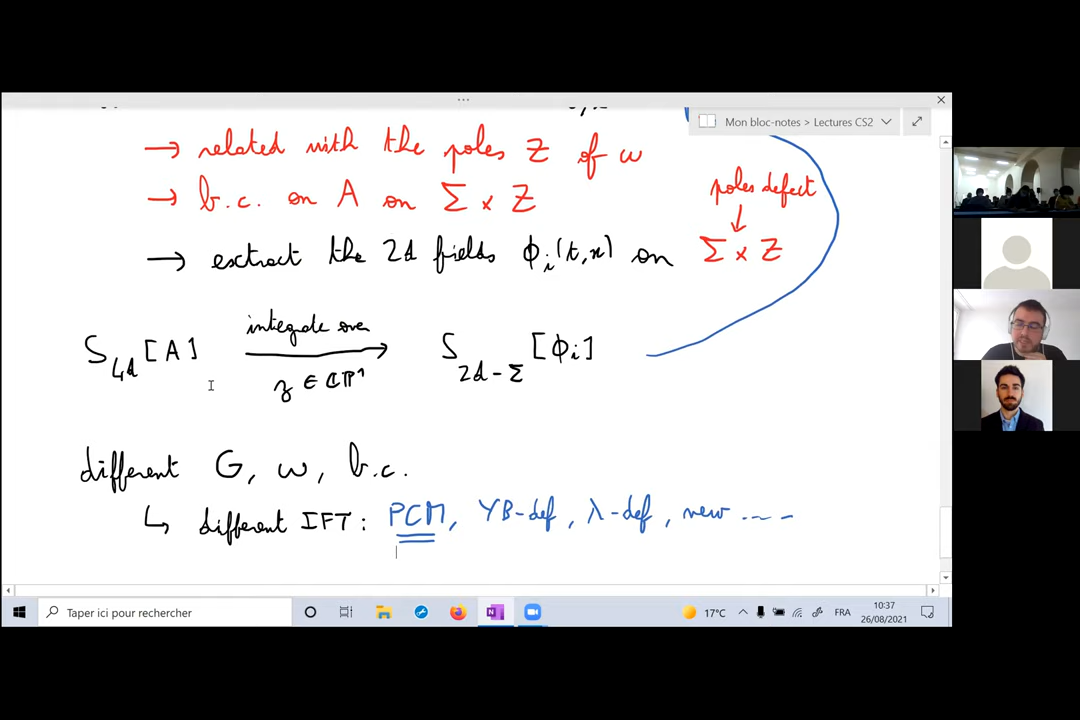 Mon bloc-notes > Lectures CS2
→ related with the poles Z of ω
poles defect
→ b.c. on A on Σ × Z
→ extract the 2d fields ϕi(t,x) on Σ × Z
integrate over
S4d [A] → S2d-Σ [ϕi]
z ∈ ℂℙ¹
different G, ω, b.c.
↳ different IFT: PCM, YB-def, λ-def, new ....
Taper ici pour rechercher
17°C
FRA
10:37
26/08/2021